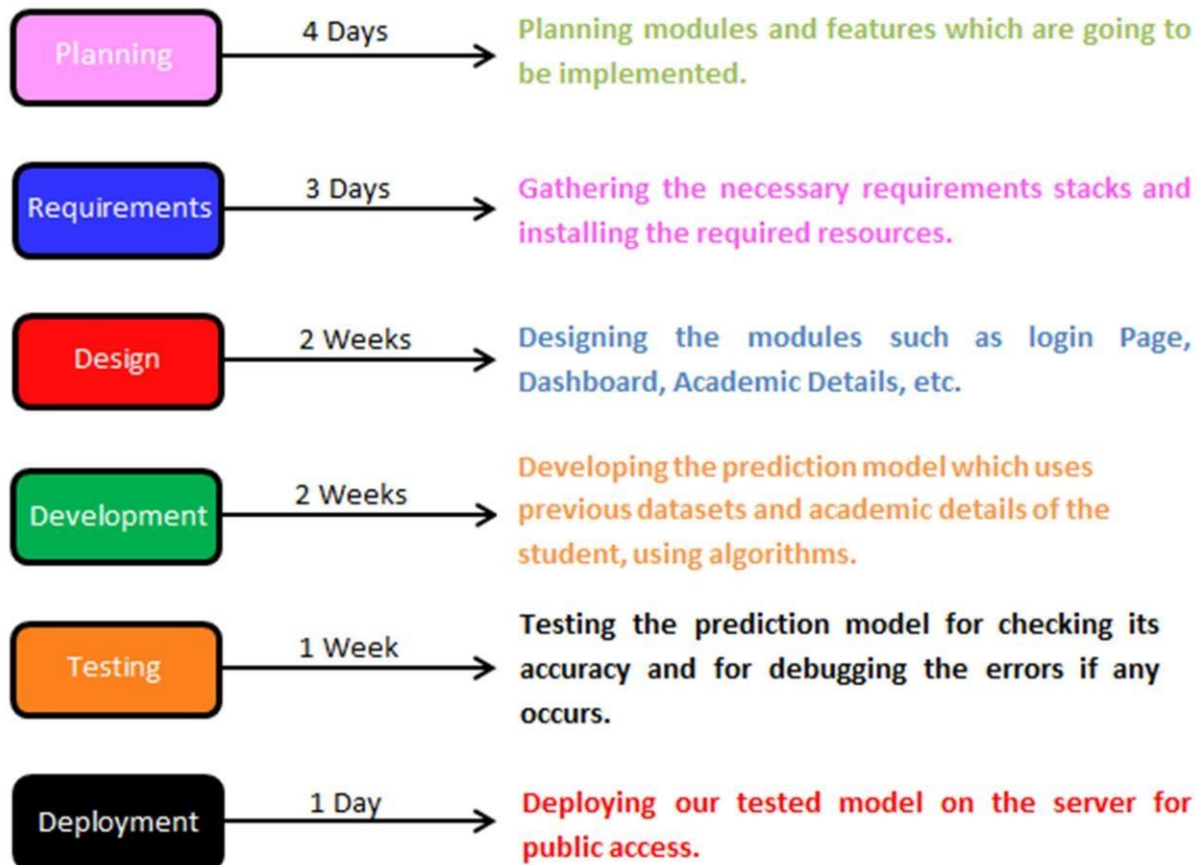 Planning
4 Days
Planning modules and features which are going to
be implemented.
Requirements
3 Days
Gathering the necessary requirements stacks and
installing the required resources.
Design
2 Weeks
Designing the modules such as login Page,
Dashboard, Academic Details, etc.
Development
2 Weeks
Developing the prediction model which uses
previous datasets and academic details of the
student, using algorithms.
Testing
1 Week
Testing the prediction model for checking its
accuracy and for debugging the errors if any
occurs.
Deployment
1 Day
Deploying our tested model on the server for
public access.